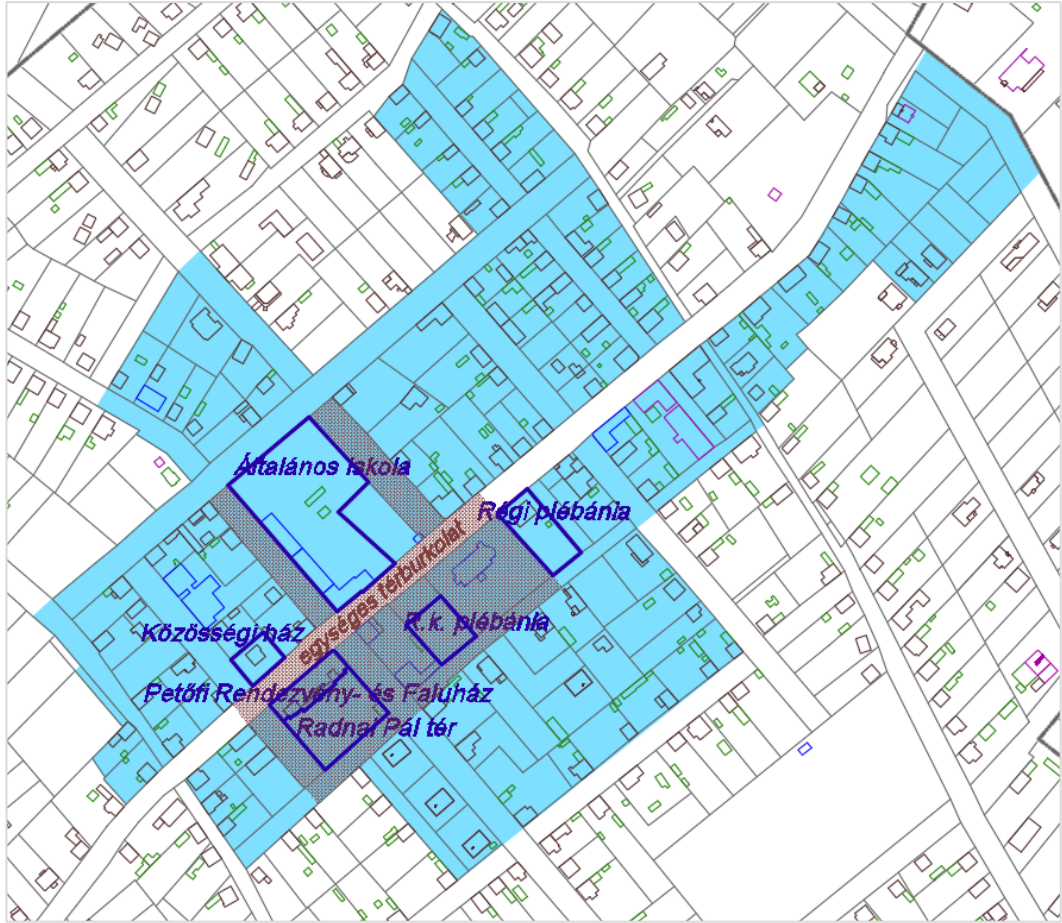 Általános Iskola
Régi plébánia
egységes térburkolat
R.k. plébánia
Közösségi ház
Petőfi Rendezvény- és Faluház
Radnai Pál tér